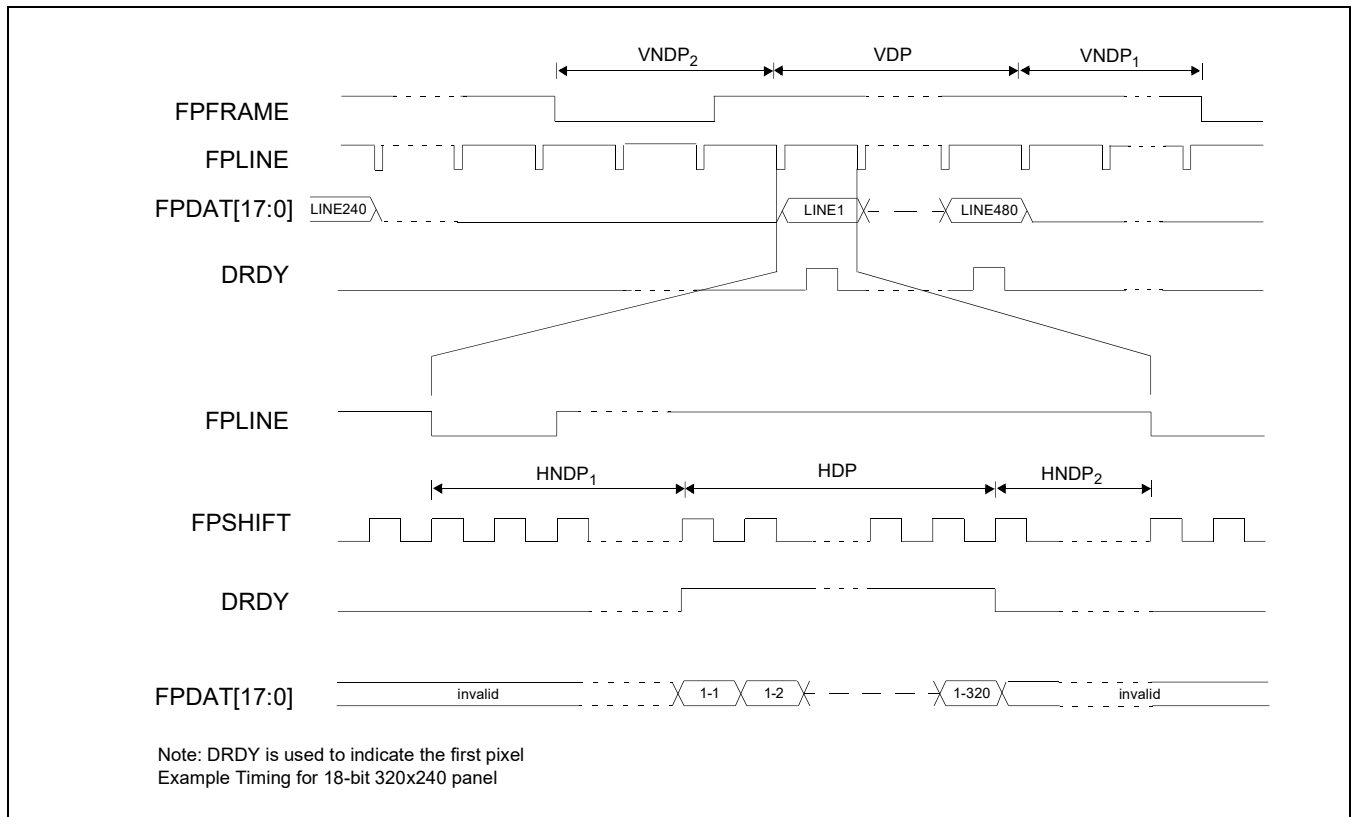 VNDP2 VDP VNDP1
FPFRAME
FPLINE
FPDAT[17:0] LINE240 LINE1 LINE480
DRDY
FPLINE
HNDP1 HDP HNDP2
FPSHIFT
DRDY
FPDAT[17:0] invalid 1-1 1-2 1-320 invalid
Note: DRDY is used to indicate the first pixel
Example Timing for 18-bit 320x240 panel